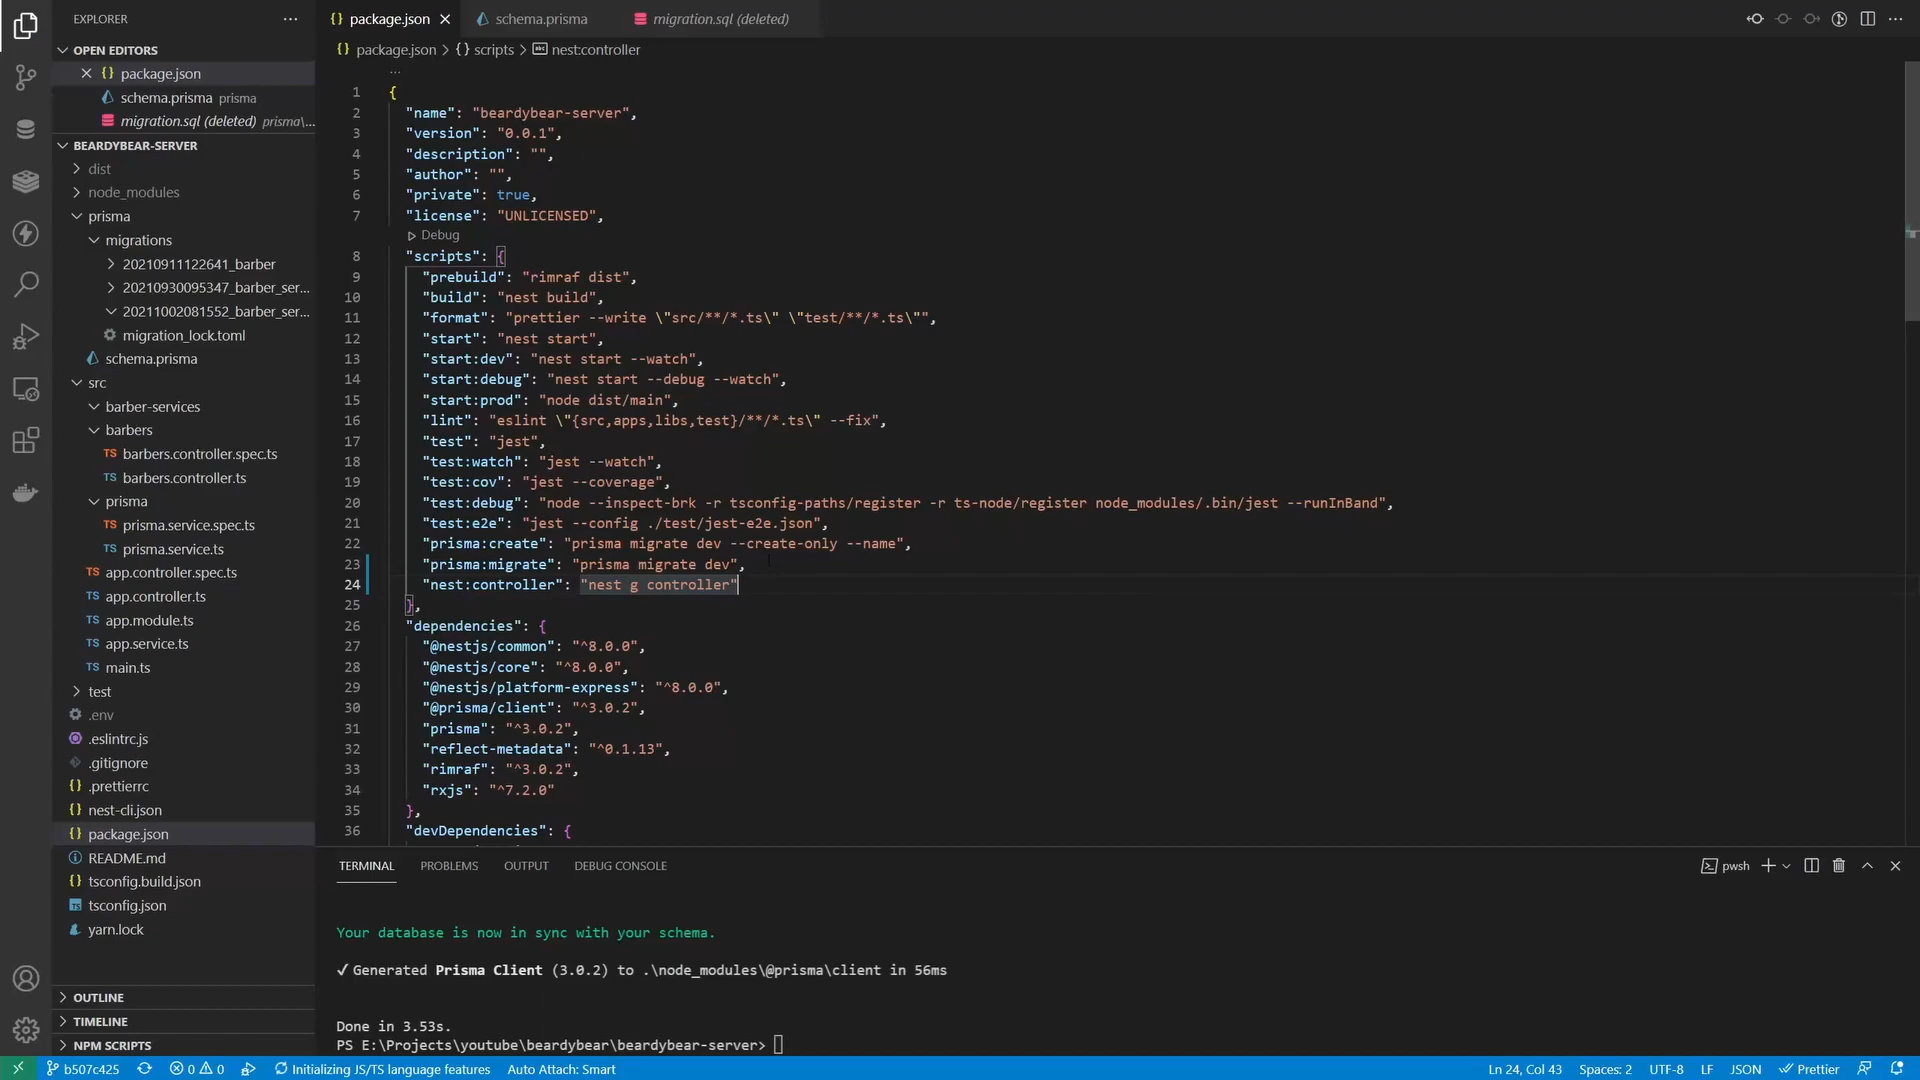 EXPLORER
OPEN EDITORS
package.json
schema.prisma prisma
migration.sql (deleted) prisma\...
BEARDYBEAR-SERVER
dist
node_modules
prisma
migrations
20210911122641_barber
20210930095347_barber_ser...
20211002081552_barber_ser...
migration_lock.toml
schema.prisma
src
barber-services
barbers
TS barbers.controller.spec.ts
TS barbers.controller.ts
prisma
TS prisma.service.spec.ts
TS prisma.service.ts
TS app.controller.spec.ts
TS app.controller.ts
TS app.module.ts
TS app.service.ts
TS main.ts
test
.env
.eslintrc.js
.gitignore
{} .prettierrc
{} nest-cli.json
{} package.json
README.md
{} tsconfig.build.json
TS tsconfig.json
yarn.lock
OUTLINE
TIMELINE
NPM SCRIPTS
{} package.json
schema.prisma
migration.sql (deleted)
{} package.json > {} scripts > abc nest:controller
...
1 {
2 "name": "beardybear-server",
3 "version": "0.0.1",
4 "description": "",
5 "author": "",
6 "private": true,
7 "license": "UNLICENSED",
Debug
8 "scripts": {
9 "prebuild": "rimraf dist",
10 "build": "nest build",
11 "format": "prettier --write \"src/**/*.ts\" \"test/**/*.ts\"",
12 "start": "nest start",
13 "start:dev": "nest start --watch",
14 "start:debug": "nest start --debug --watch",
15 "start:prod": "node dist/main",
16 "lint": "eslint \"{src,apps,libs,test}/**/*.ts\" --fix",
17 "test": "jest",
18 "test:watch": "jest --watch",
19 "test:cov": "jest --coverage",
20 "test:debug": "node --inspect-brk -r tsconfig-paths/register -r ts-node/register node_modules/.bin/jest --runInBand",
21 "test:e2e": "jest --config ./test/jest-e2e.json",
22 "prisma:create": "prisma migrate dev --create-only --name",
23 "prisma:migrate": "prisma migrate dev",
24 "nest:controller": "nest g controller"
25 },
26 "dependencies": {
27 "@nestjs/common": "^8.0.0",
28 "@nestjs/core": "^8.0.0",
29 "@nestjs/platform-express": "^8.0.0",
30 "@prisma/client": "^3.0.2",
31 "prisma": "^3.0.2",
32 "reflect-metadata": "^0.1.13",
33 "rimraf": "^3.0.2",
34 "rxjs": "^7.2.0"
35 },
36 "devDependencies": {
TERMINAL PROBLEMS OUTPUT DEBUG CONSOLE
pwsh
Your database is now in sync with your schema.
✓ Generated Prisma Client (3.0.2) to .\node_modules\@prisma\client in 56ms
Done in 3.53s.
PS E:\Projects\youtube\beardybear\beardybear-server>
b507c425 0 0 Initializing JS/TS language features Auto Attach: Smart Ln 24, Col 43 Spaces: 2 UTF-8 LF JSON Prettier